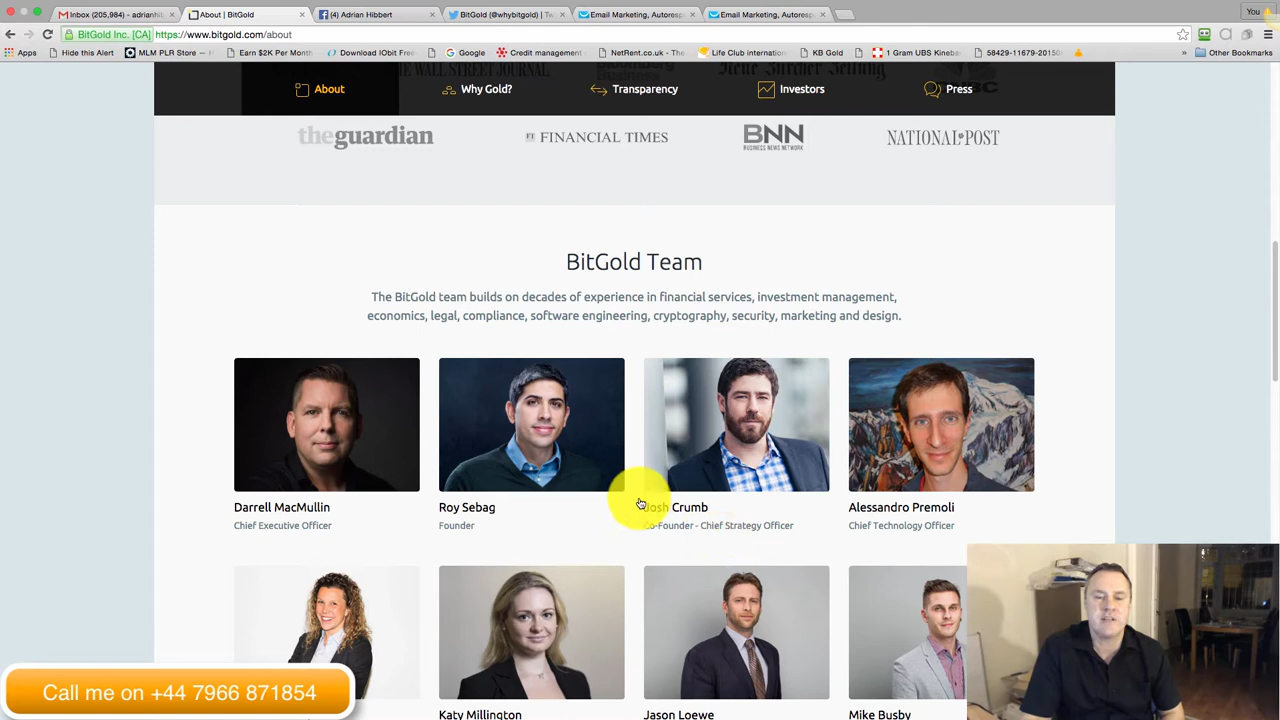 Inbox (205,984) - adrianhib
About | BitGold
(4) Adrian Hibbert
BitGold (@whybitgold) | Tw
Email Marketing, Autorespo
Email Marketing, Autorespo
You
BitGold Inc. [CA]
https://www.bitgold.com/about
Apps
Hide this Alert
MLM PLR Store —
Earn $2K Per Month
Download IObit Free
Google
Credit management
NetRent.co.uk - The
Life Club internation
KB Gold
1 Gram UBS Kineba
58429-11679-20150
»
Other Bookmarks
THE WALL STREET JOURNAL
Neue Zürcher Zeitung
About
Why Gold?
Transparency
Investors
Press
theguardian
FT FINANCIAL TIMES
BNN
BUSINESS NEWS NETWORK
NATIONAL POST
BitGold Team
The BitGold team builds on decades of experience in financial services, investment management,
economics, legal, compliance, software engineering, cryptography, security, marketing and design.
Darrell MacMullin
Roy Sebag
Josh Crumb
Alessandro Premoli
Chief Executive Officer
Founder
Co-Founder - Chief Strategy Officer
Chief Technology Officer
Call me on +44 7966 871854
Katy Millington
Jason Loewe
Mike Busby